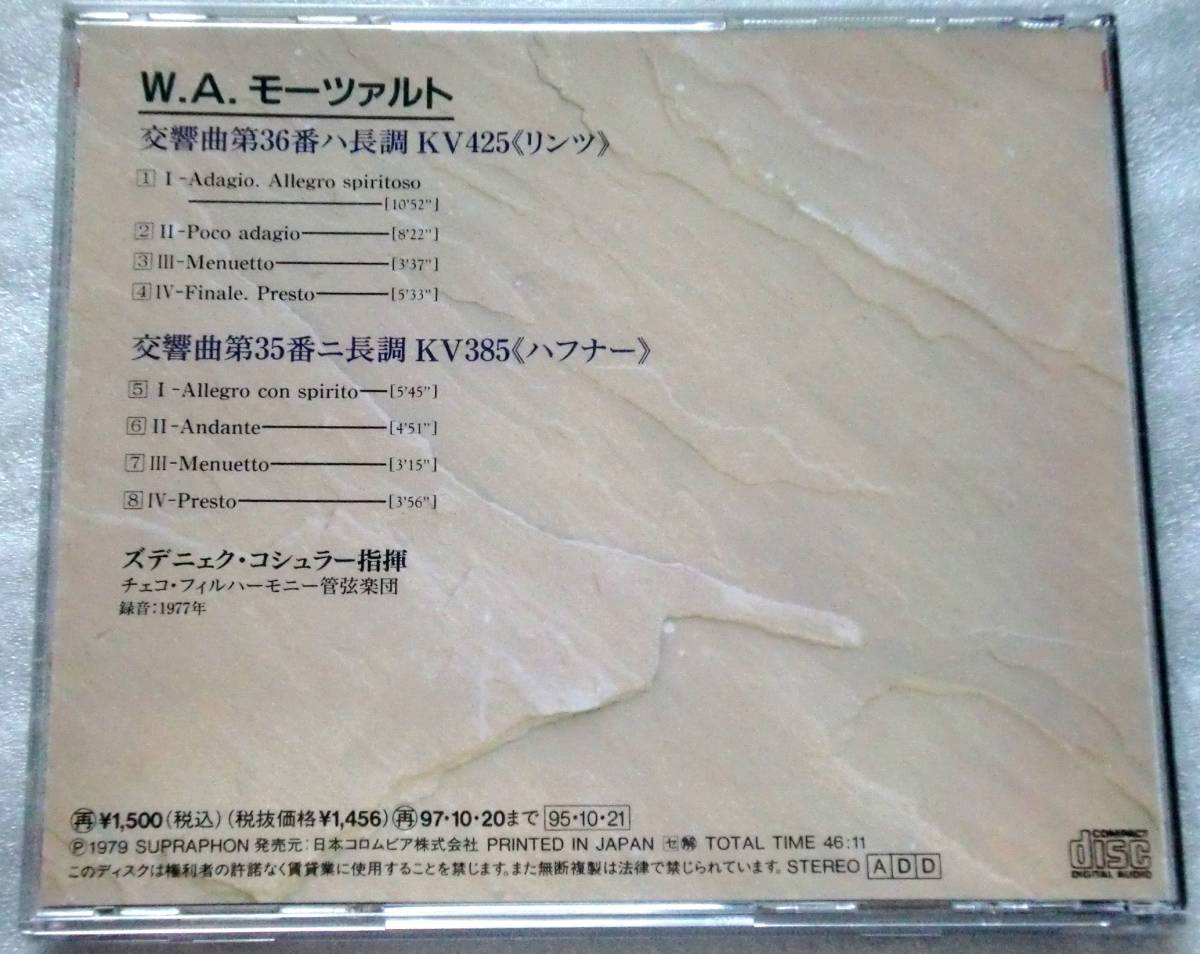 W.A. モーツァルト
交響曲第36番ハ長調 KV425《リンツ》
1 I-Adagio. Allegro spiritoso
[10'52"]
2 II-Poco adagio [8'22"]
3 III-Menuetto [3'37"]
4 IV-Finale. Presto [5'33"]
交響曲第35番ニ長調 KV385《ハフナー》
5 I-Allegro con spirito [5'45"]
6 II-Andante [4'51"]
7 III-Menuetto [3'15"]
8 IV-Presto [3'56"]
ズデニェク・コシュラー指揮
チェコ・フィルハーモニー管弦楽団
録音:1977年
再¥1,500(税込)(税抜価格¥1,456)再97・10・20まで 95・10・21
Ⓟ1979 SUPRAPHON 発売元:日本コロムビア株式会社 PRINTED IN JAPAN TOTAL TIME 46:11
このディスクは権利者の許諾なく賃貸業に使用することを禁じます。また無断複製は法律で禁じられています。STEREO ADD
COMPACT
disc
DIGITAL AUDIO